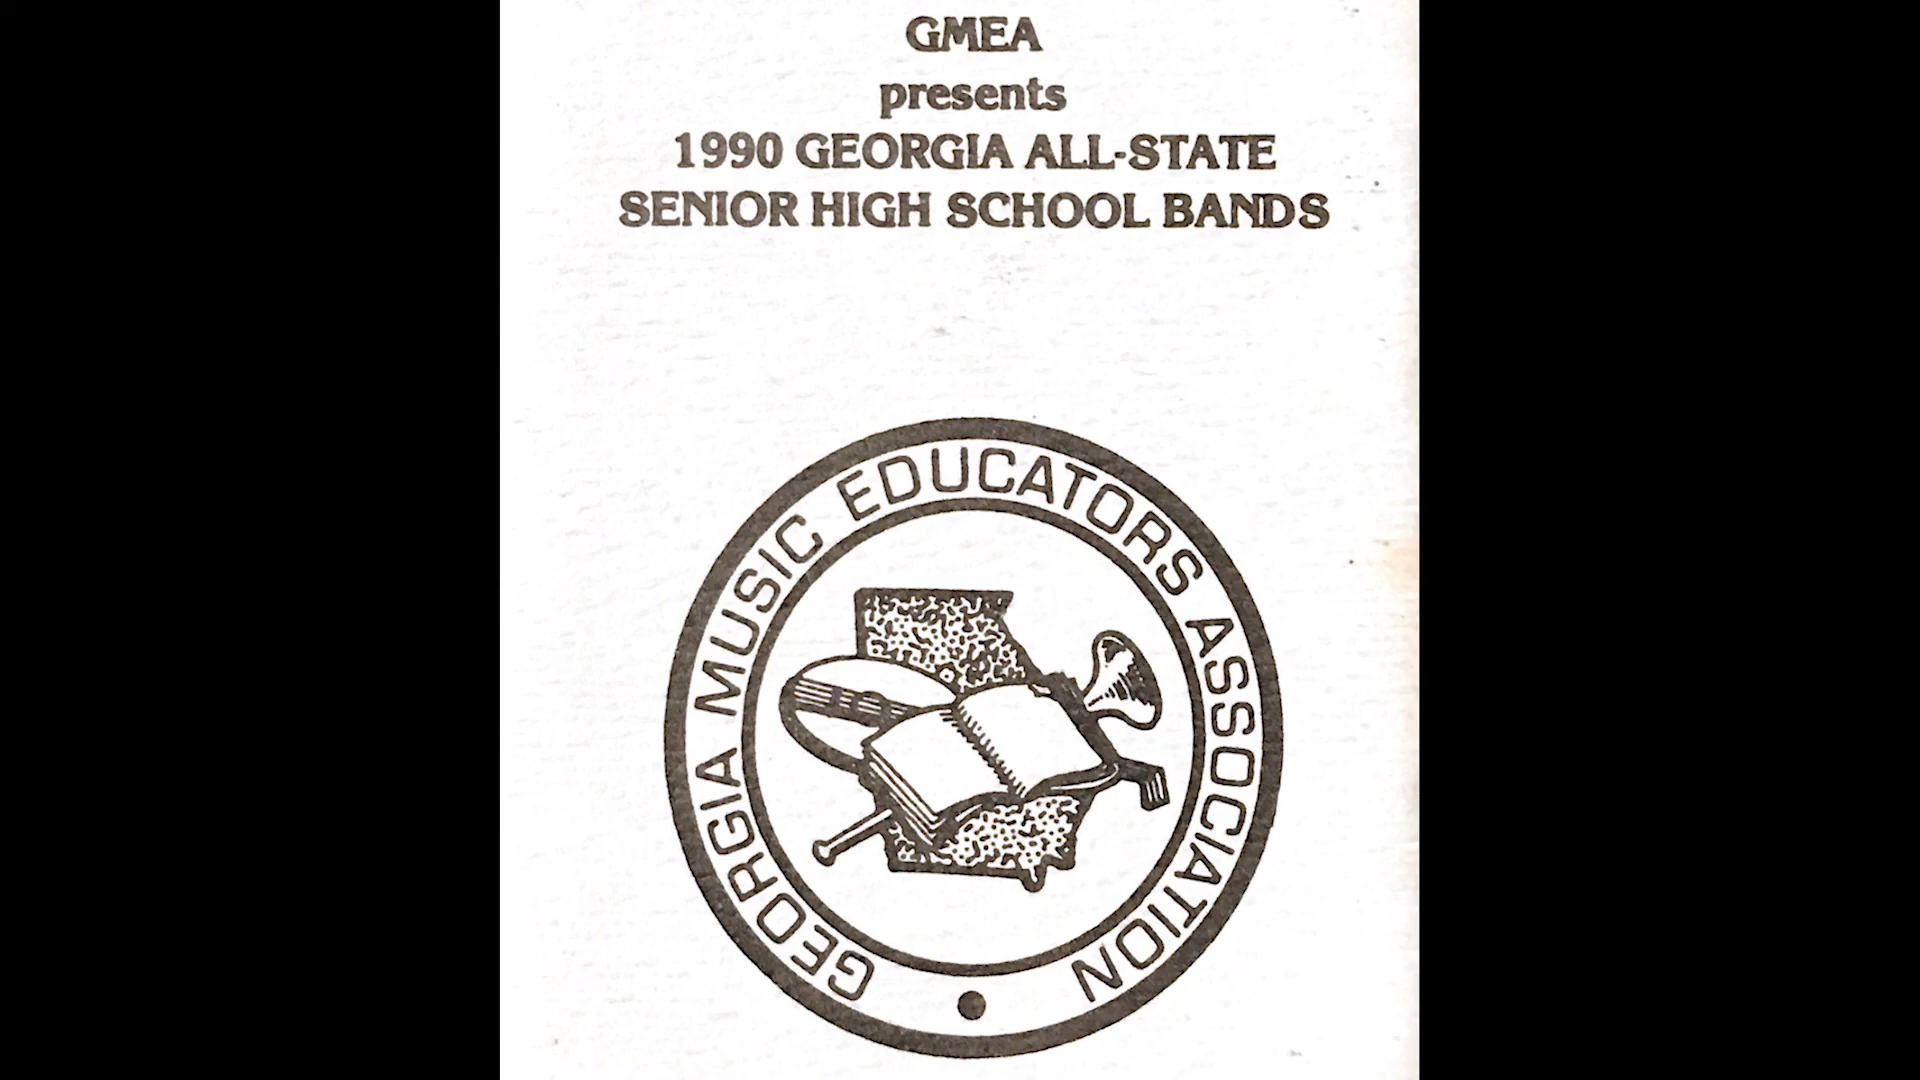 GMEA
presents
1990 GEORGIA ALL-STATE
SENIOR HIGH SCHOOL BANDS
GEORGIA MUSIC EDUCATORS ASSOCIATION